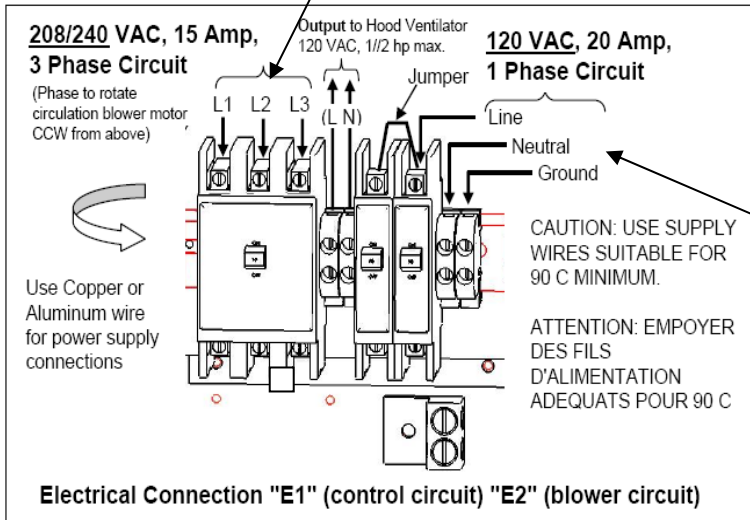 208/240 VAC, 15 Amp,
3 Phase Circuit
(Phase to rotate
circulation blower motor
CCW from above)
L1 L2 L3
Output to Hood Ventilator
120 VAC, 1//2 hp max.
(L N)
Jumper
120 VAC, 20 Amp,
1 Phase Circuit
Line
Neutral
Ground
Use Copper or
Aluminum wire
for power supply
connections
CAUTION: USE SUPPLY
WIRES SUITABLE FOR
90 C MINIMUM.
ATTENTION: EMPOYER
DES FILS
D'ALIMENTATION
ADEQUATS POUR 90 C
Electrical Connection "E1" (control circuit) "E2" (blower circuit)